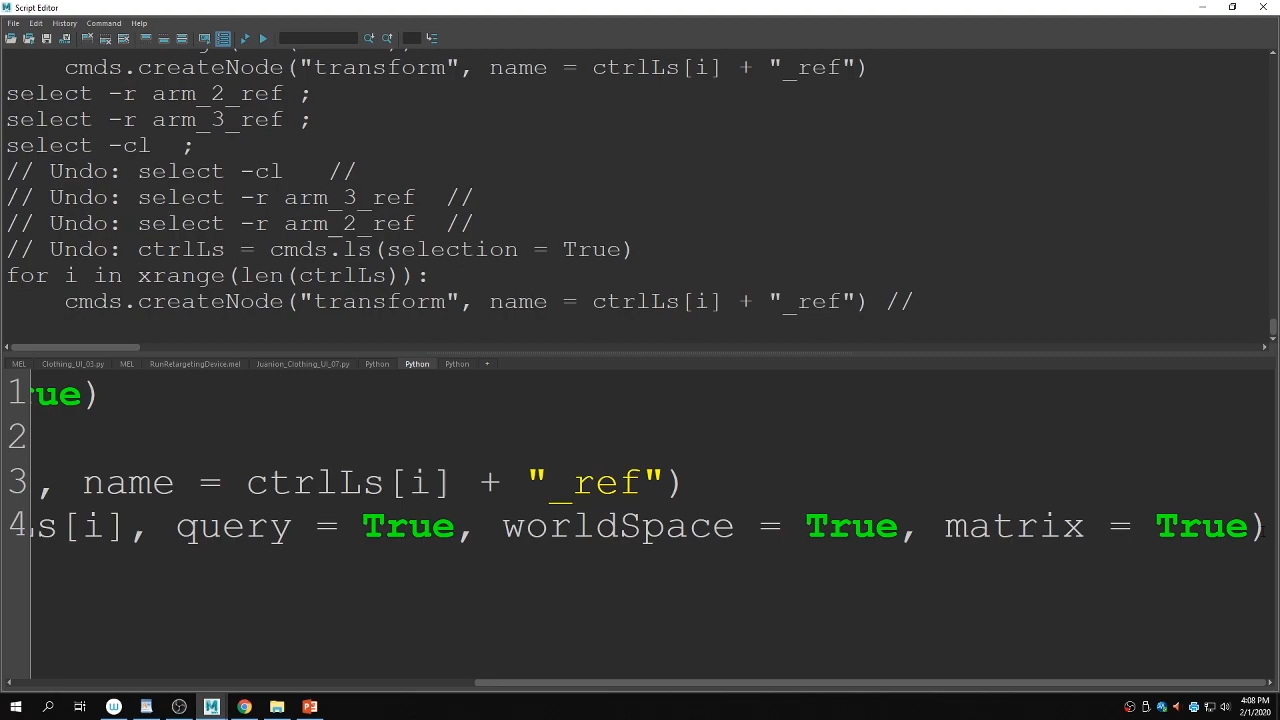 Script Editor
File Edit History Command Help
cmds.createNode("transform", name = ctrlLs[i] + "_ref")
select -r arm_2_ref ;
select -r arm_3_ref ;
select -cl  ;
// Undo: select -cl   //
// Undo: select -r arm_3_ref  //
// Undo: select -r arm_2_ref  //
// Undo: ctrlLs = cmds.ls(selection = True)
for i in xrange(len(ctrlLs)):
cmds.createNode("transform", name = ctrlLs[i] + "_ref") //
MEL Clothing_UI_03.py MEL RunRetargetingDevice.mel Juanion_Clothing_UI_07.py Python Python Python +
1 rue)
2
3 , name = ctrlLs[i] + "_ref")
4 s[i], query = True, worldSpace = True, matrix = True)
4:08 PM
2/1/2020